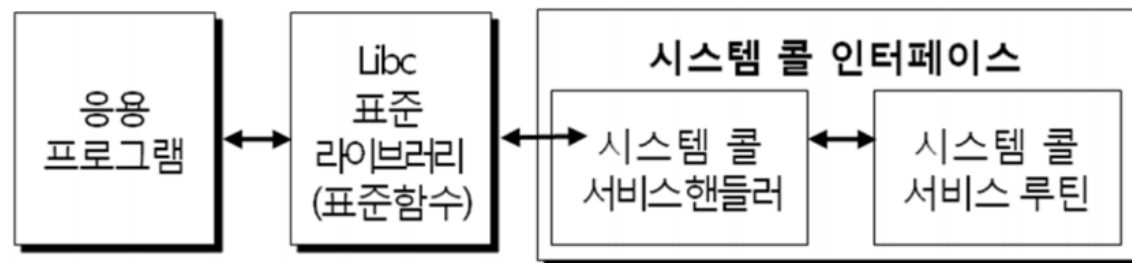 응용
프로그램
Libc
표준
라이브러리
(표준함수)
시스템 콜 인터페이스
시스템 콜
서비스핸들러
시스템 콜
서비스 루틴